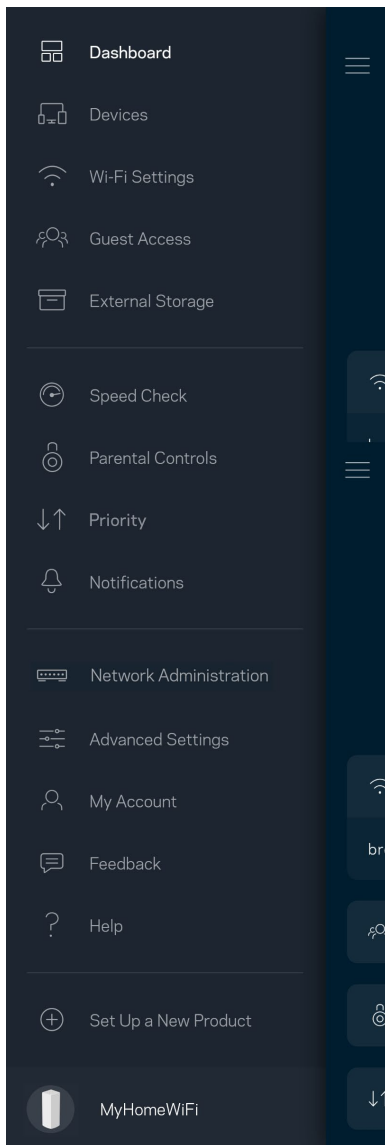 Dashboard
Devices
Wi-Fi Settings
Guest Access
External Storage
Speed Check
Parental Controls
Priority
Notifications
Network Administration
Advanced Settings
My Account
Feedback
Help
Set Up a New Product
MyHomeWiFi